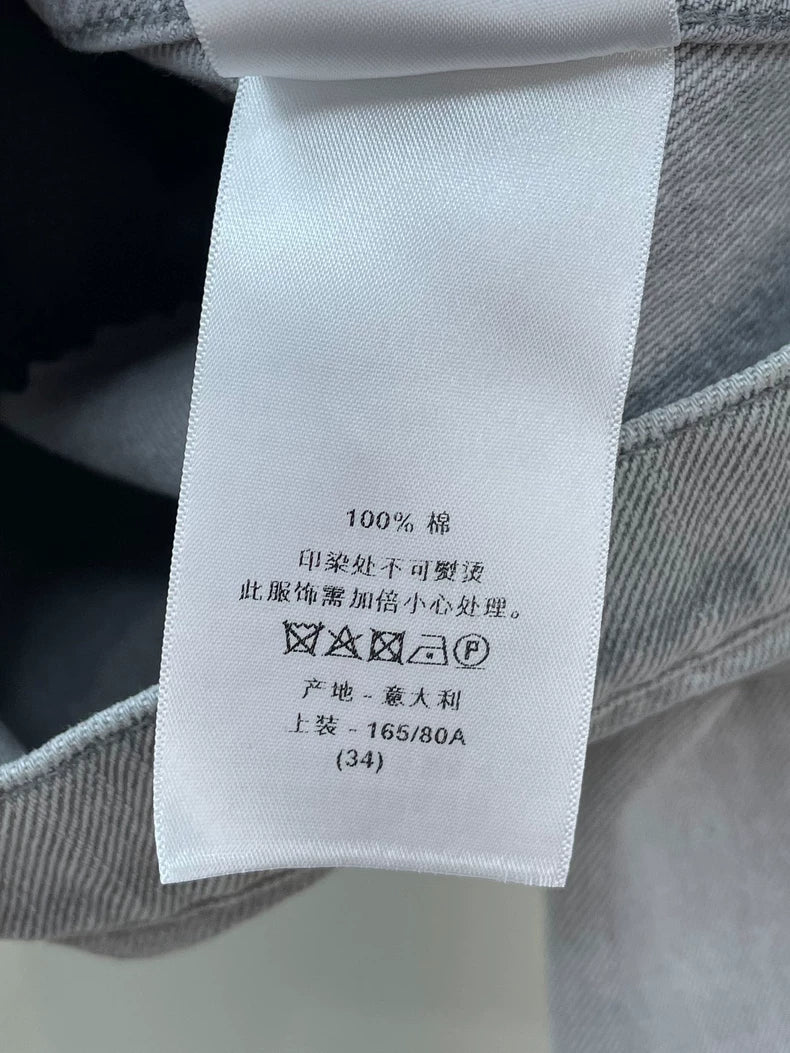 100% 棉
印染处不可熨烫
此服饰需加倍小心处理。
P
产地 - 意大利
上装 - 165/80A
(34)